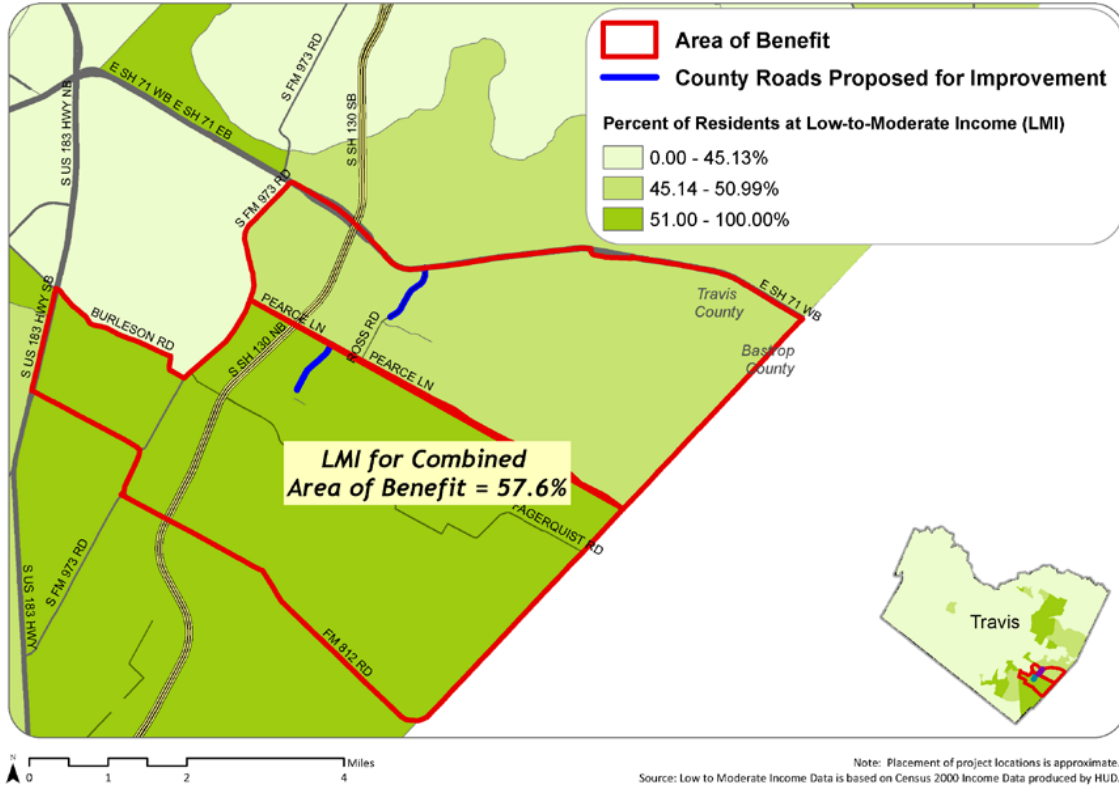 Area of Benefit
County Roads Proposed for Improvement
Percent of Residents at Low-to-Moderate Income (LMI)
0.00 - 45.13%
45.14 - 50.99%
51.00 - 100.00%
S US 183 HWY NB
E SH 71 WB E SH 71 EB
S FM 973 RD
S SH 130 SB
S FM 973 RD
S US 183 HWY SB
BURLESON RD
PEARCE LN
S SH 130 NB
ROSS RD
PEARCE LN
Travis
County
E SH 71 WB
Bastrop
County
LMI for Combined
Area of Benefit = 57.6%
FAGERQUIST RD
S FM 973 RD
S US 183 HWY
FM 812 RD
Travis
N
0 1 2 4
Miles
Note: Placement of project locations is approximate.
Source: Low to Moderate Income Data is based on Census 2000 Income Data produced by HUD.